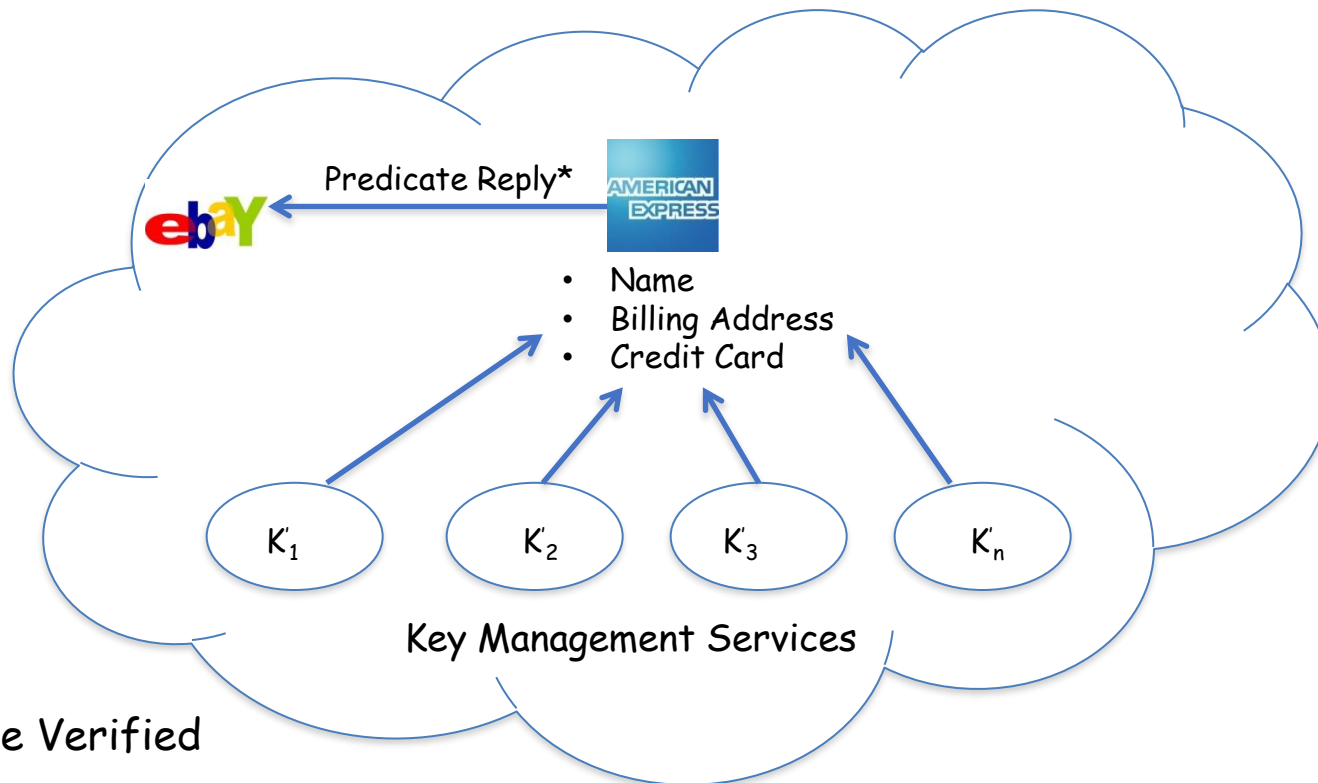 Predicate Reply*
ebaY
AMERICAN
EXPRESS
• Name
• Billing Address
• Credit Card
K'1
K'2
K'3
K'n
Key Management Services
e Verified